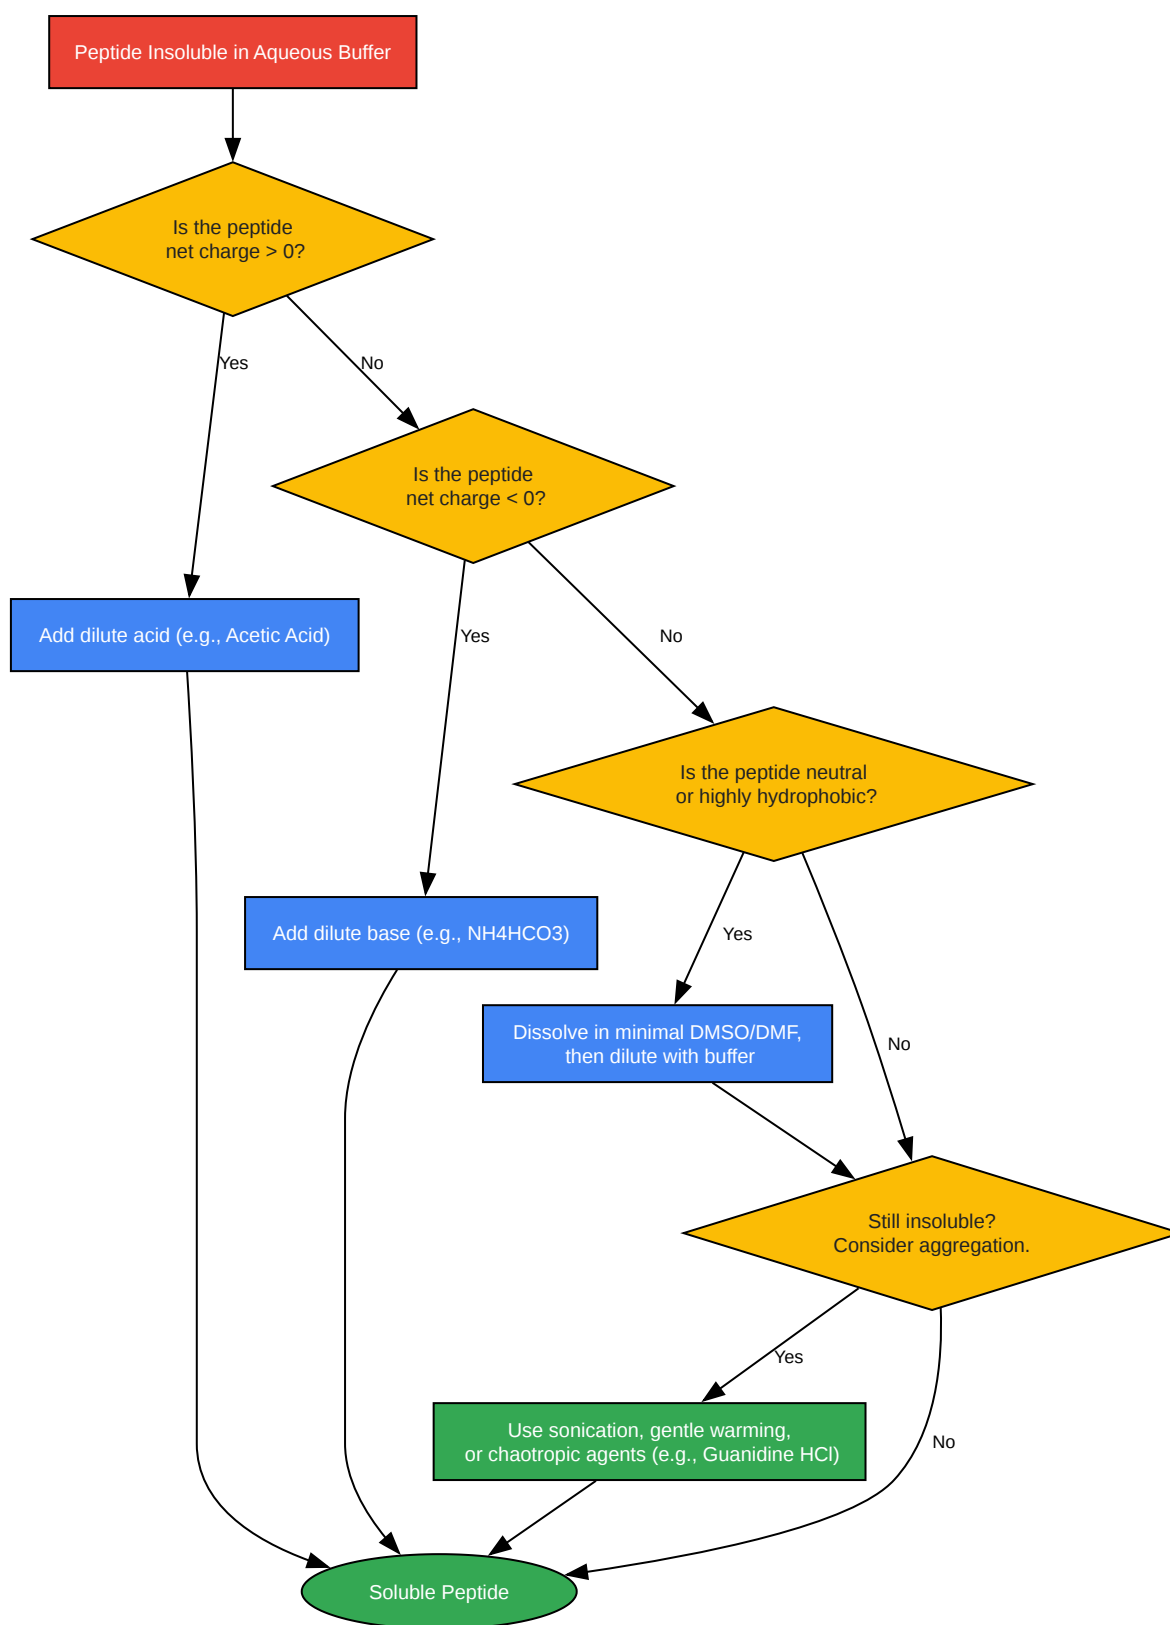 Peptide Insoluble in Aqueous Buffer
Is the peptide
net charge > 0?
Yes
No
Is the peptide
net charge < 0?
Add dilute acid (e.g., Acetic Acid)
Yes
No
Is the peptide neutral
or highly hydrophobic?
Add dilute base (e.g., NH4HCO3)
Yes
Dissolve in minimal DMSO/DMF,
then dilute with buffer
No
Still insoluble?
Consider aggregation.
Yes
Use sonication, gentle warming,
or chaotropic agents (e.g., Guanidine HCl)
No
Soluble Peptide